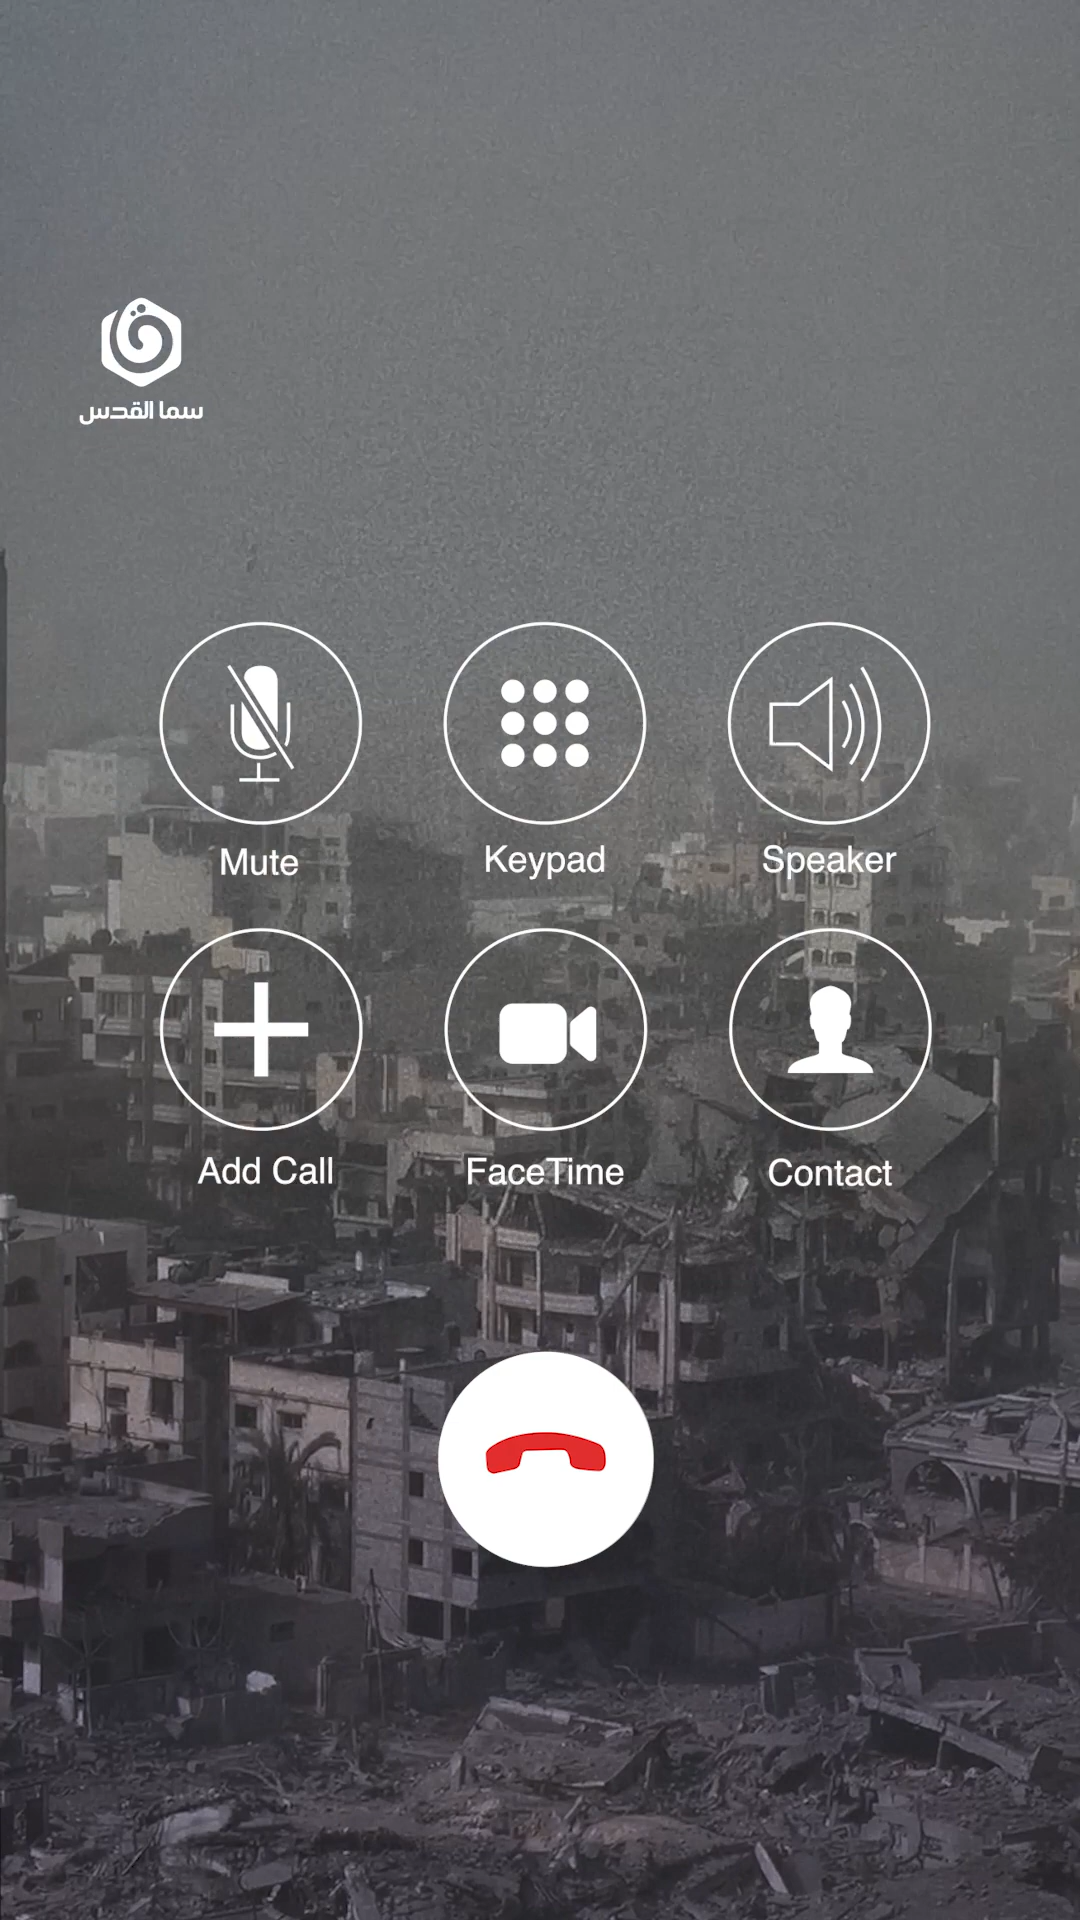 سما القدس
Mute
Keypad
Speaker
Add Call
FaceTime
Contact